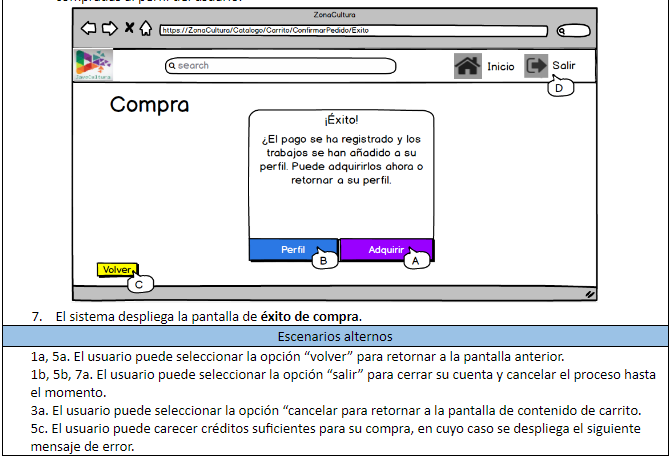 compradas al perfil del usuario.
ZonaCultura
https://ZonaCultura/Catalogo/Carrito/ConfirmarPedido/Exito
ZonaCultura
search
Inicio
Salir
D
Compra
¡Éxito!
¿El pago se ha registrado y los
trabajos se han añadido a su
perfil. Puede adquirirlos ahora o
retornar a su perfil.
Perfil
Adquirir
B
A
Volver
C
7. El sistema despliega la pantalla de éxito de compra.
Escenarios alternos
1a, 5a. El usuario puede seleccionar la opción “volver” para retornar a la pantalla anterior.
1b, 5b, 7a. El usuario puede seleccionar la opción “salir” para cerrar su cuenta y cancelar el proceso hasta
el momento.
3a. El usuario puede seleccionar la opción “cancelar para retornar a la pantalla de contenido de carrito.
5c. El usuario puede carecer créditos suficientes para su compra, en cuyo caso se despliega el siguiente
mensaje de error.